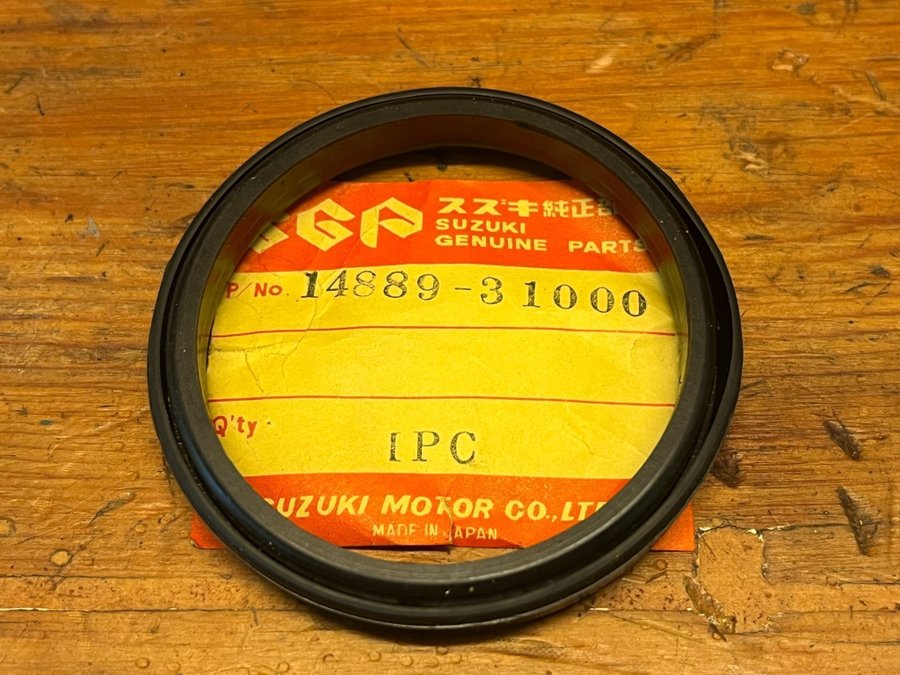 SGP スズキ純正部
SUZUKI
GENUINE PARTS
P/No. 14889-31000
Q'ty
1PC
SUZUKI MOTOR CO.,LTD
MADE IN JAPAN